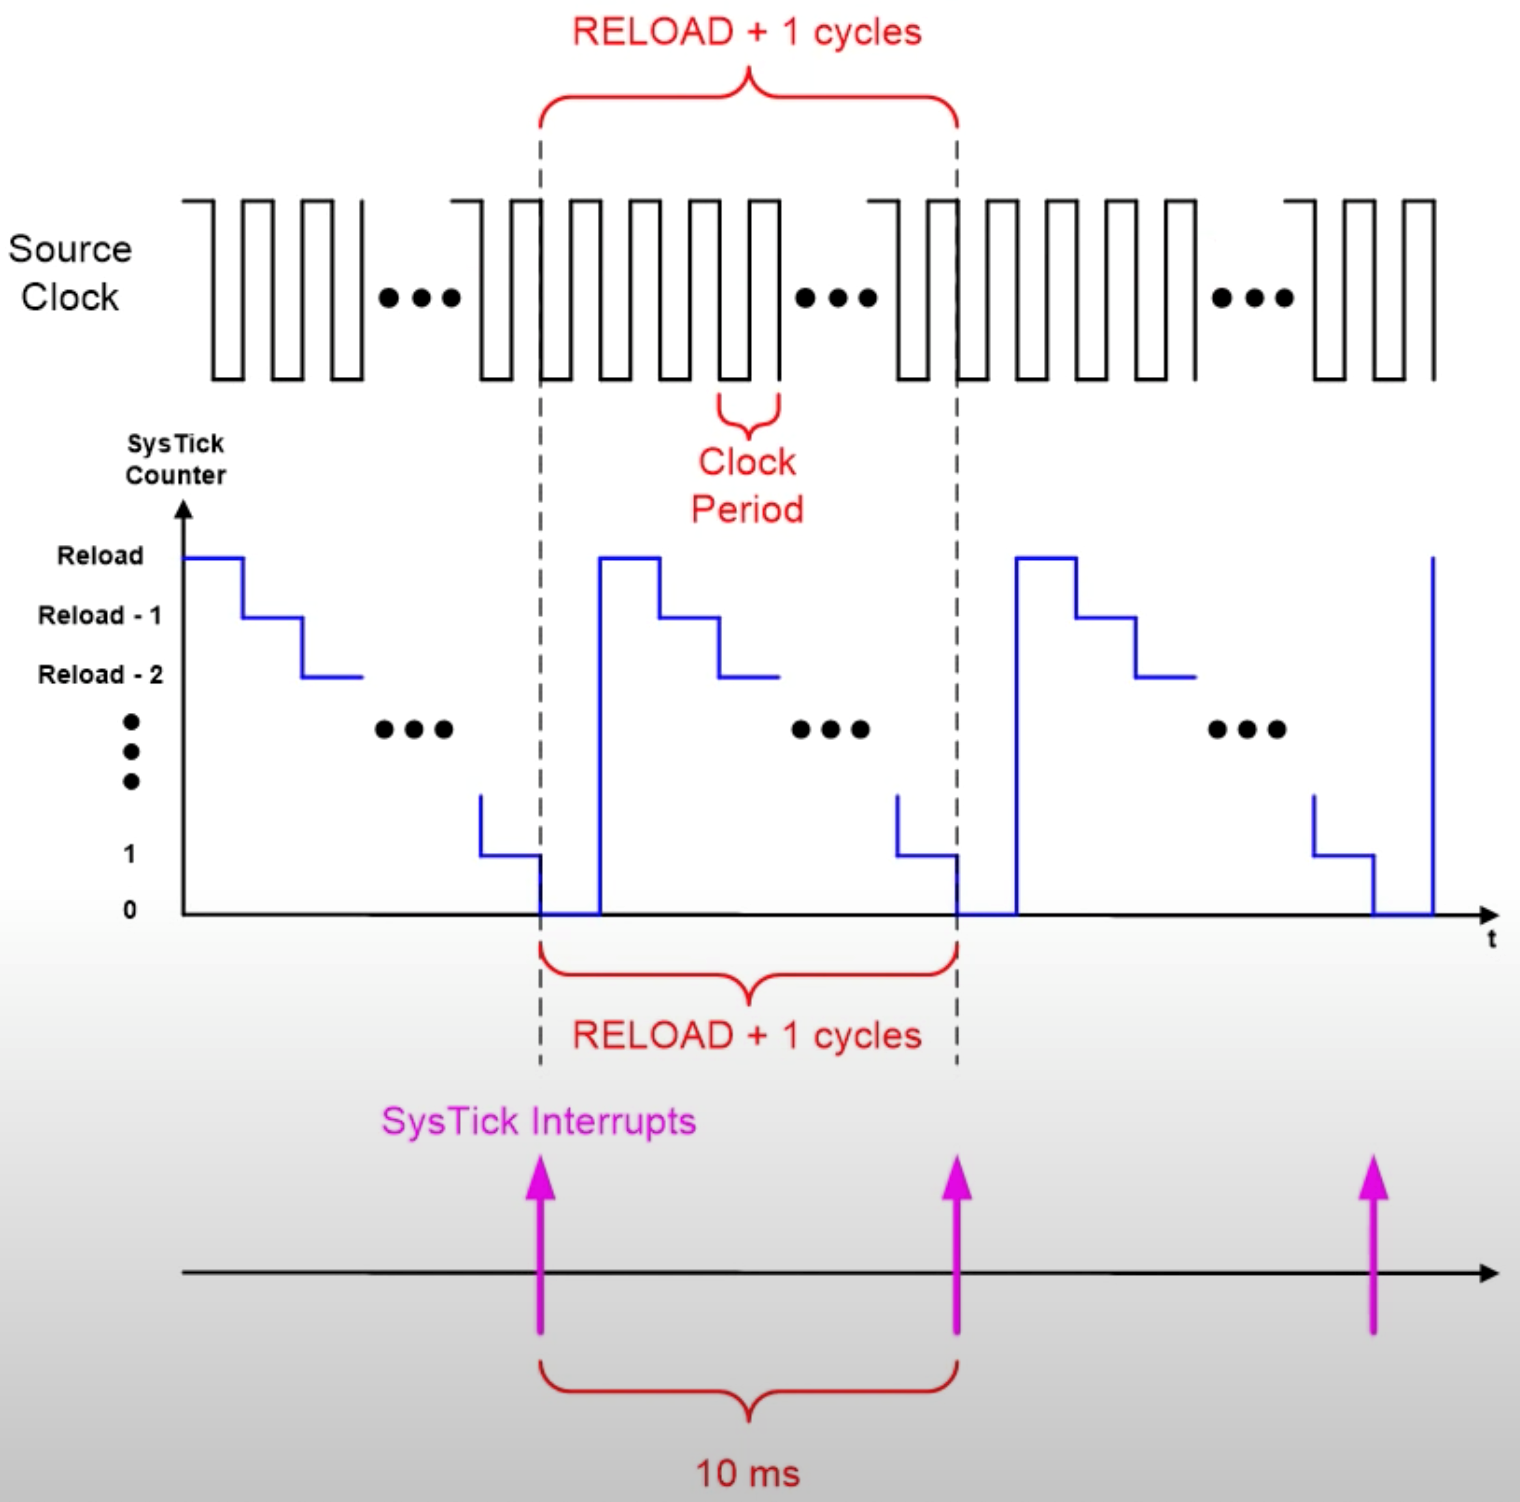 RELOAD + 1 cycles
Source
Clock
Clock
Period
SysTick
Counter
Reload
Reload - 1
Reload - 2
1
0
t
RELOAD + 1 cycles
SysTick Interrupts
10 ms